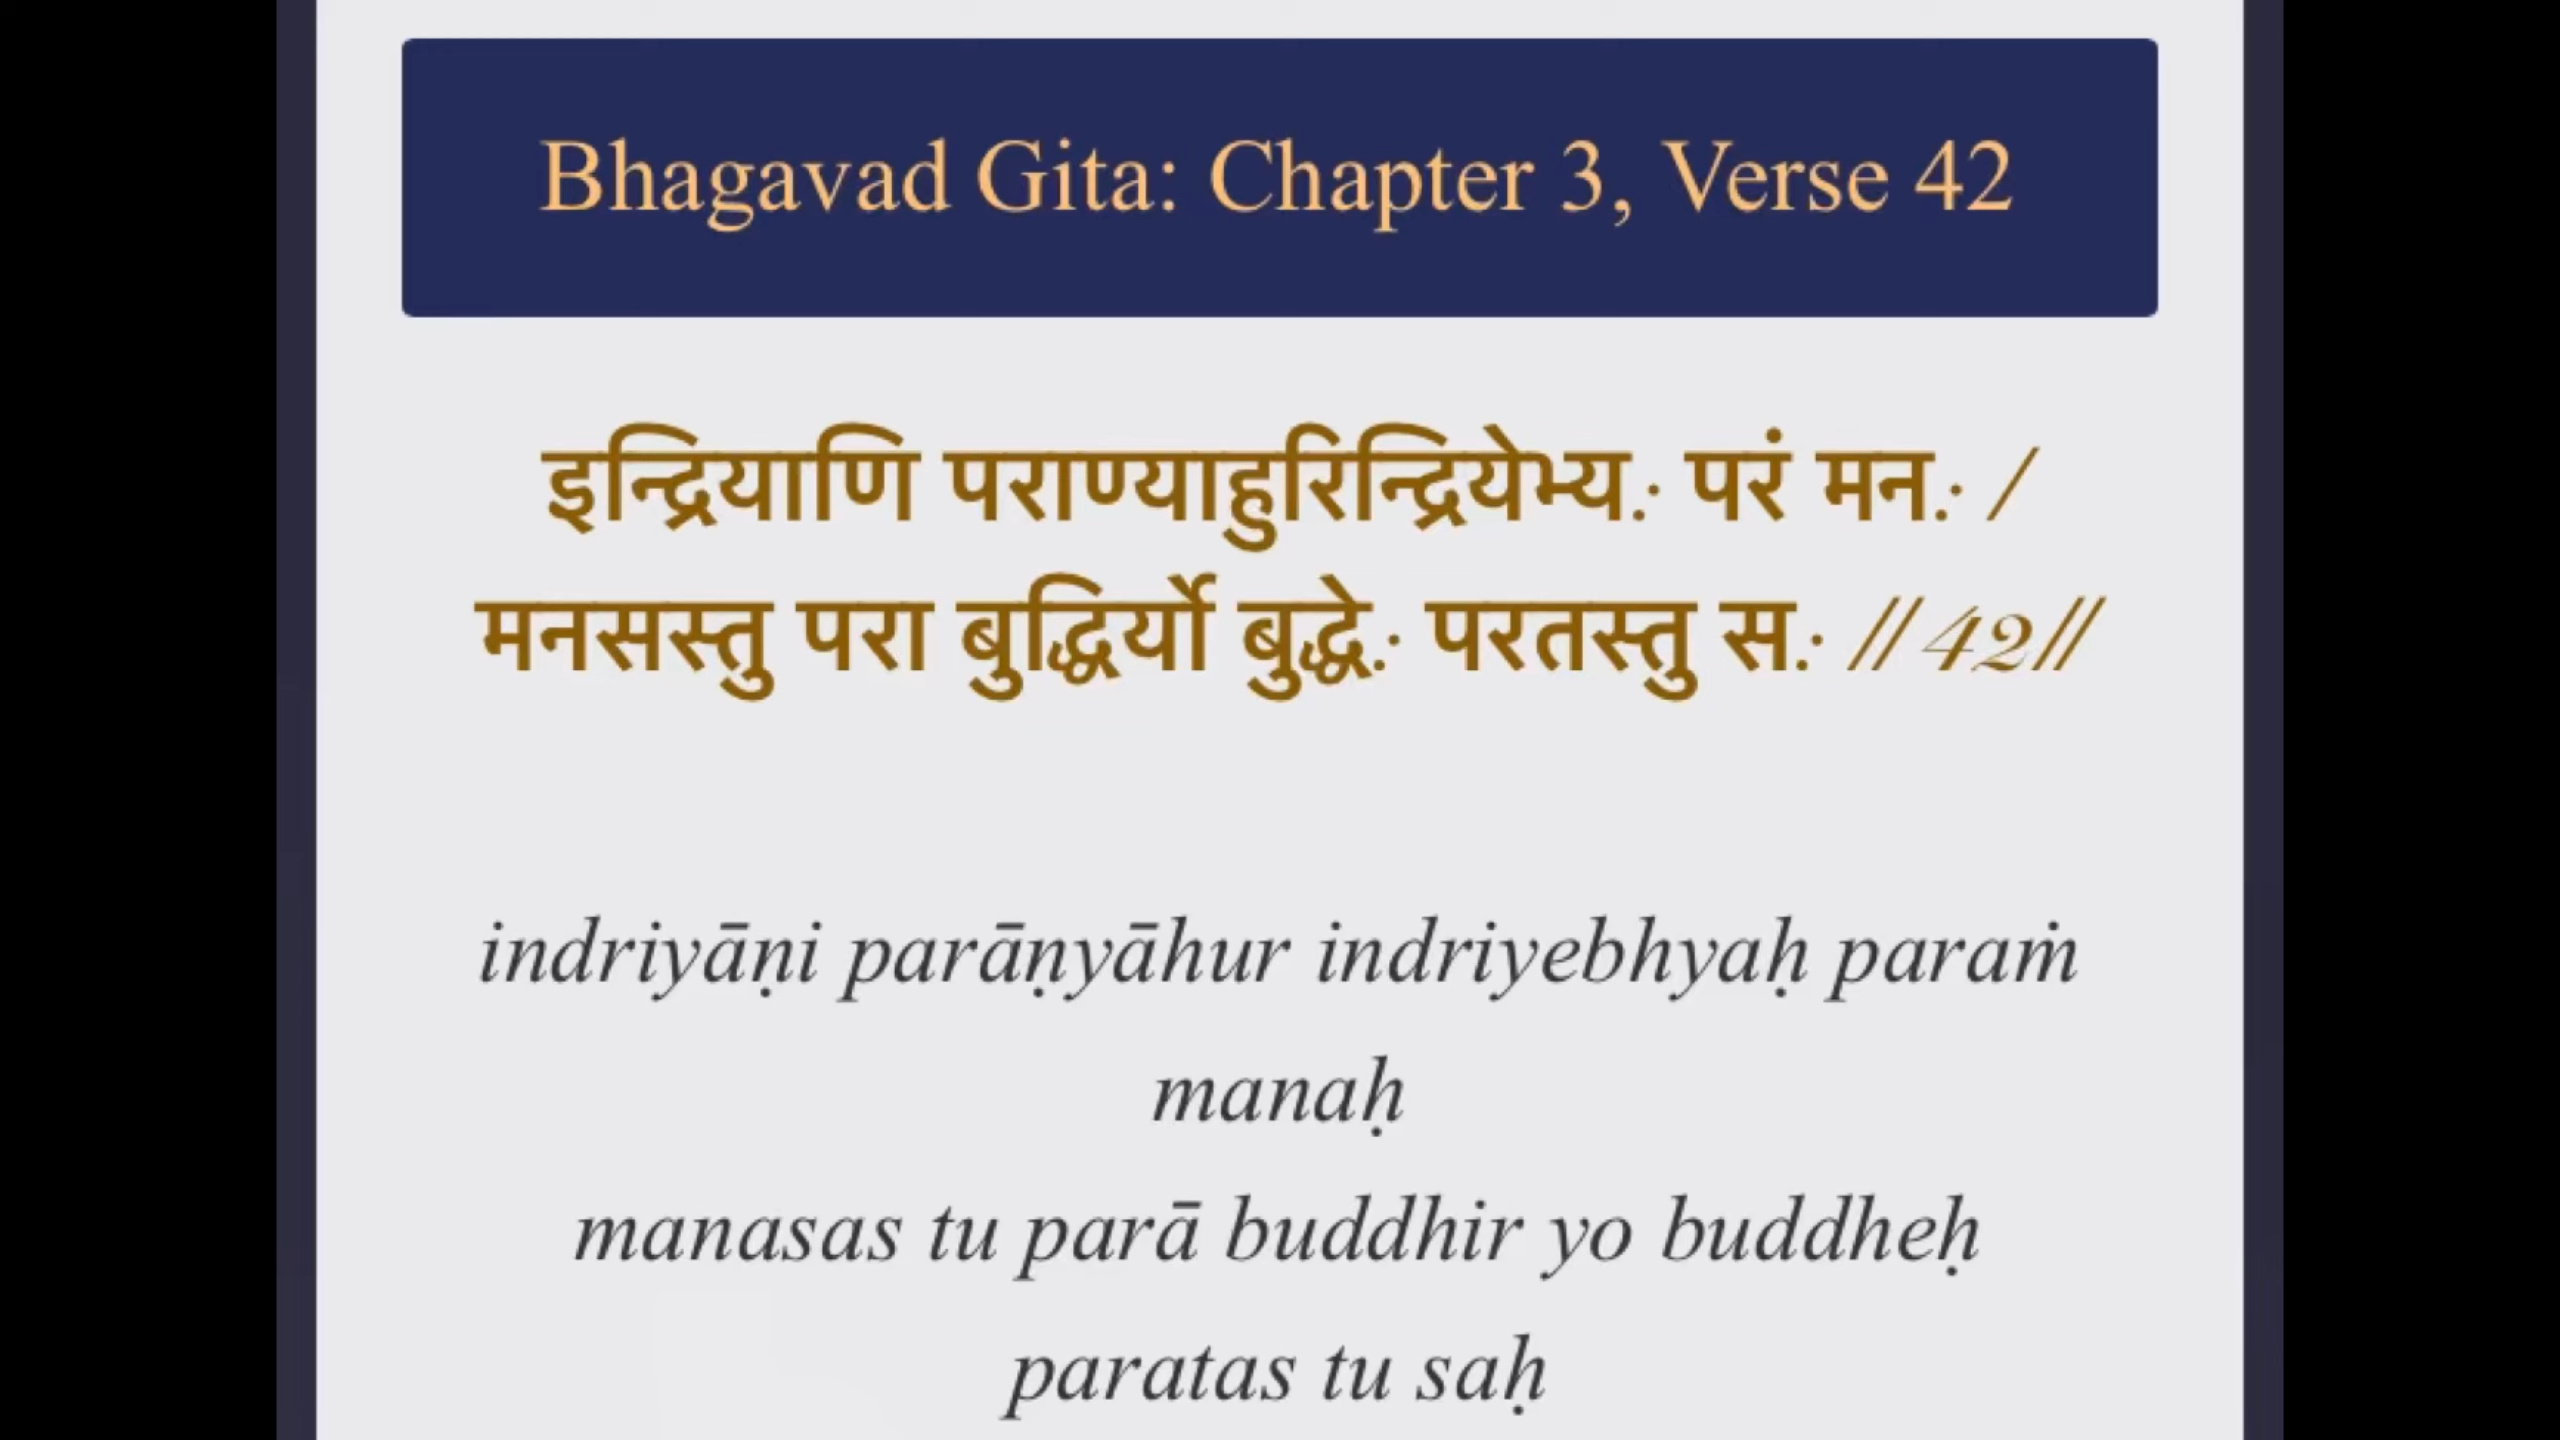 Bhagavad Gita: Chapter 3, Verse 42
इन्द्रियाणि पराण्याहुरिन्द्रियेभ्य: परं मन: /
मनसस्तु परा बुद्धिर्यो बुद्धे: परतस्तु स: // 42//
indriyāṇi parāṇyāhur indriyebhyaḥ paraṁ
manaḥ
manasas tu parā buddhir yo buddheḥ
paratas tu saḥ